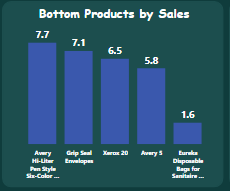 Bottom Products by Sales
7.7
7.1
6.5
5.8
1.6
Avery
Hi-Liter
Pen Style
Six-Color ...
Grip Seal
Envelopes
Xerox 20
Avery 5
Eureka
Disposable
Bags for
Sanitaire ...